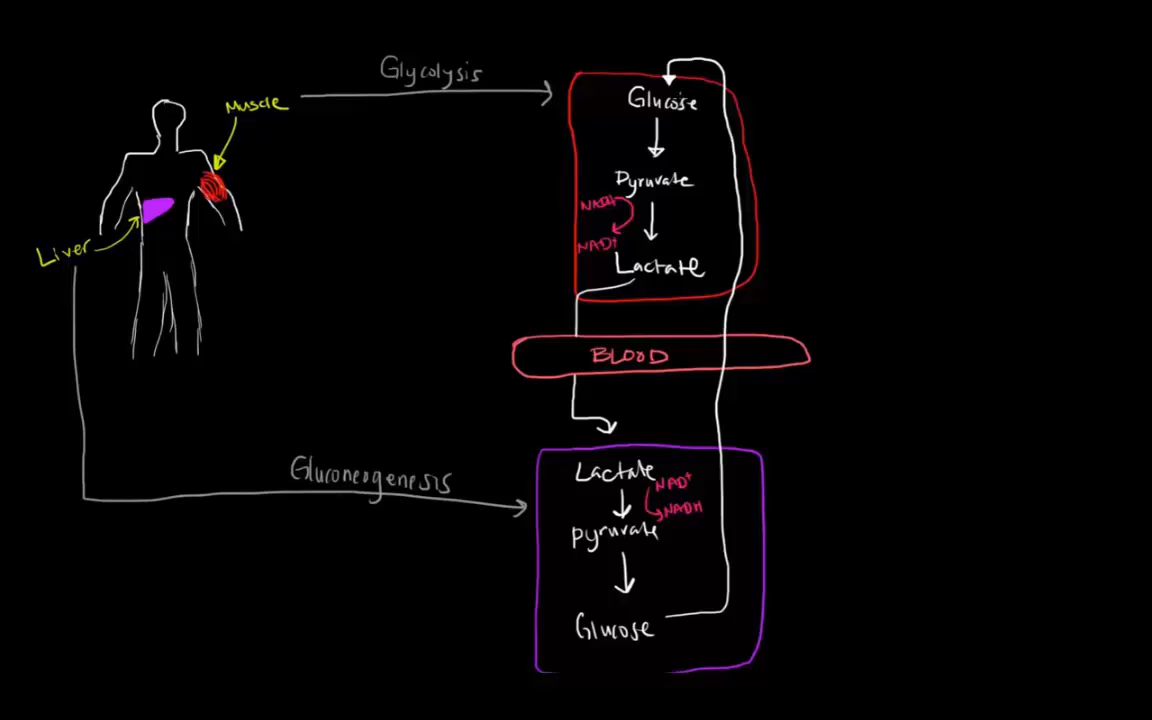 Glycolysis
Muscle
Liver
Glucose
Pyruvate
NADH
NAD+
Lactate
BLOOD
Gluconeogenesis
Lactate
NAD+
NADH
pyruvate
Glucose